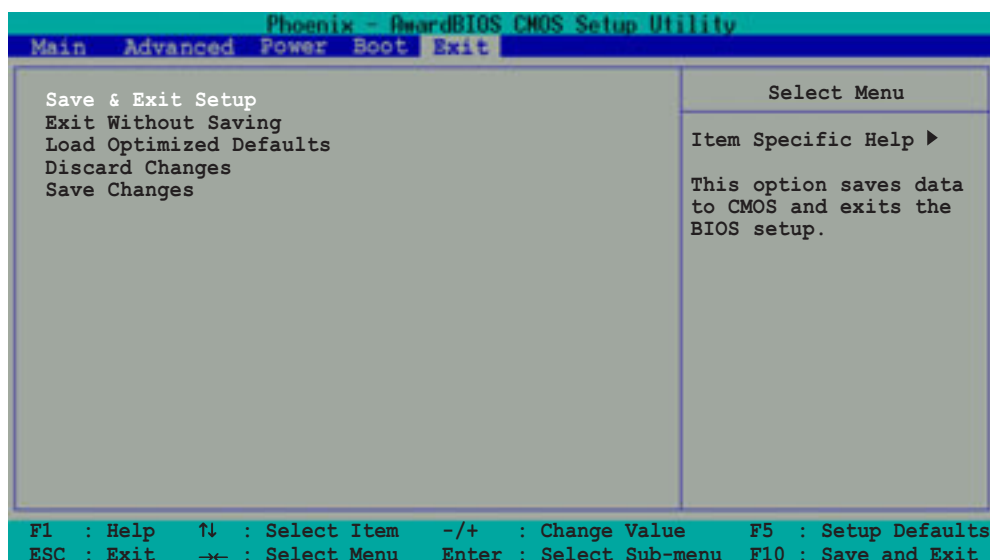 Phoenix - AwardBIOS CMOS Setup Utility
Main Advanced Power Boot Exit
Save & Exit Setup
Exit Without Saving
Load Optimized Defaults
Discard Changes
Save Changes
Select Menu
Item Specific Help ▶
This option saves data
to CMOS and exits the
BIOS setup.
F1 : Help ↑↓ : Select Item -/+ : Change Value F5 : Setup Defaults
ESC : Exit →← : Select Menu Enter : Select Sub-menu F10 : Save and Exit